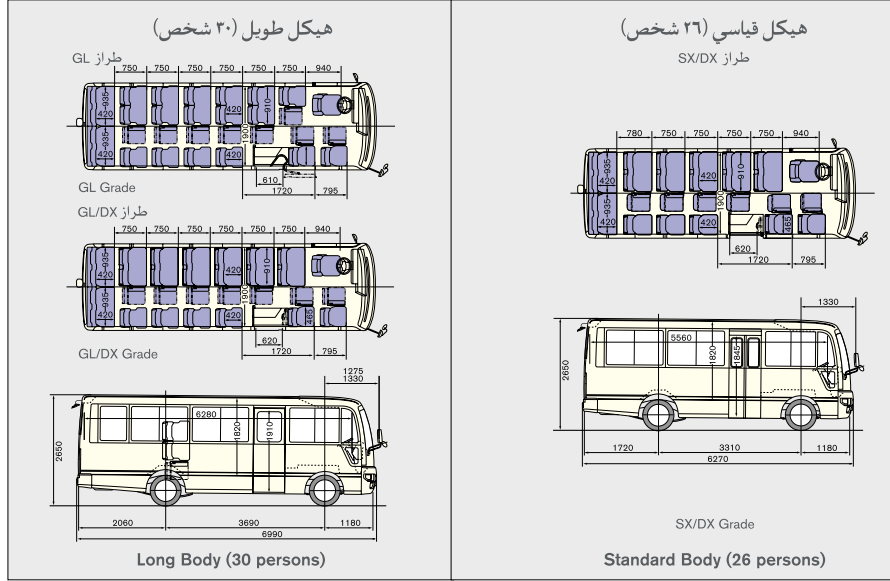 هيكل طويل (٣٠ شخص)
طراز GL
750 750 750 750 750 750 940
935 420 420 910
1900
935 420 420
610
1720 795
GL Grade
طراز GL/DX
750 750 750 750 750 750 940
935 420 420 910
1900
935 420 420 465
620
1720 795
GL/DX Grade
1275
1330
6280
2650 1820 1910
2060 3690 1180
6990
Long Body (30 persons)
هيكل قياسي (٢٦ شخص)
طراز SX/DX
780 750 750 750 750 940
935 420 420 910
1900
935 420 420 465
620
1720 795
1330
5560
2650 1820 1845
1720 3310 1180
6270
SX/DX Grade
Standard Body (26 persons)